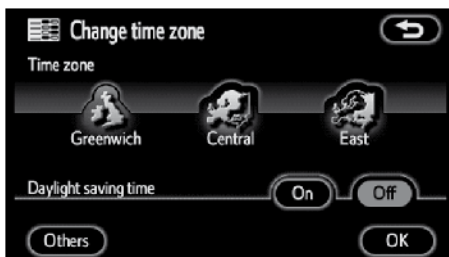 Change time zone
Time zone
Greenwich Central East
Daylight saving time On Off
Others OK